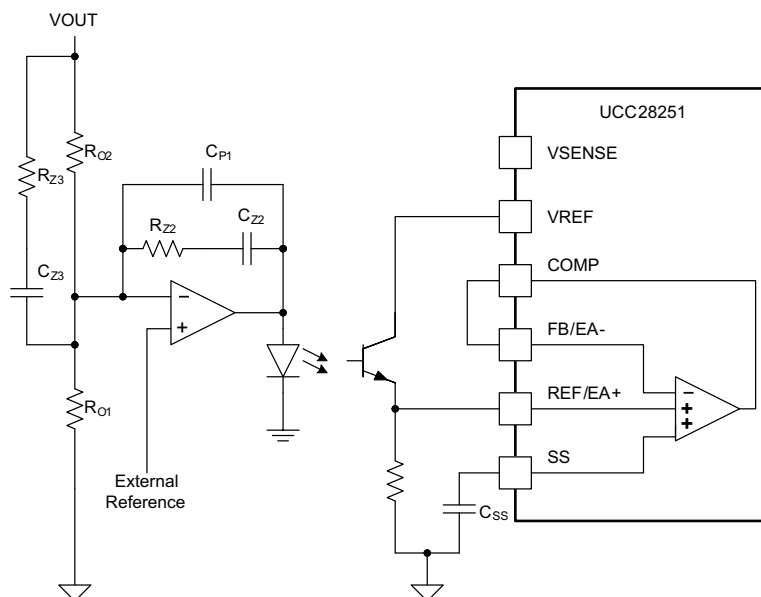 VOUT
UCC28251
CP1
RO2
VSENSE
RZ3
RZ2
CZ2
VREF
CZ3
COMP
−
+
FB/EA-
REF/EA+
−
+
+
RO1
SS
External
Reference
CSS